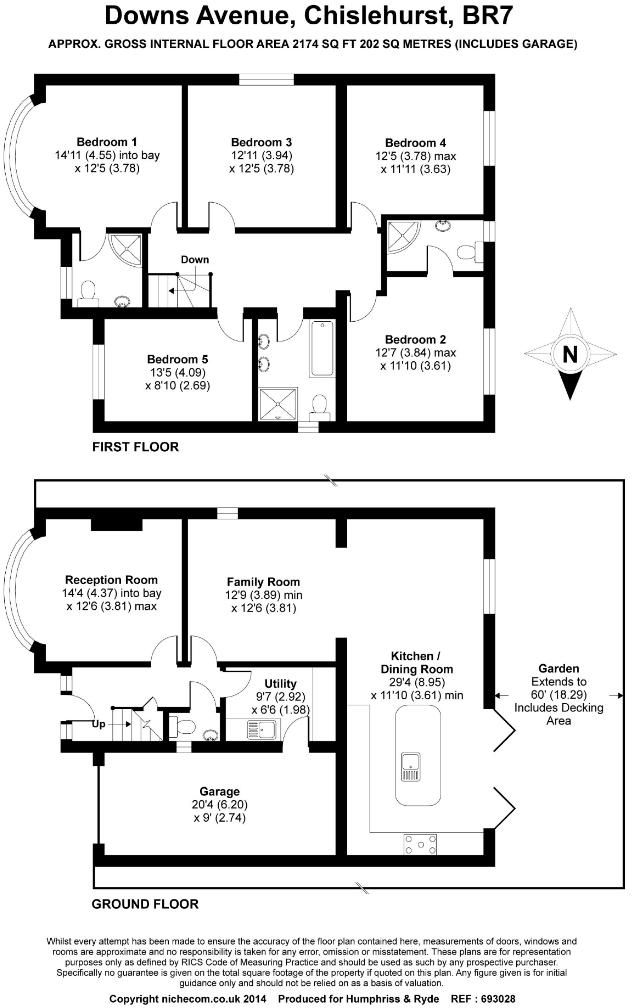 Downs Avenue, Chislehurst, BR7
APPROX. GROSS INTERNAL FLOOR AREA 2174 SQ FT 202 SQ METRES (INCLUDES GARAGE)
Bedroom 1
14'11 (4.55) into bay
x 12'5 (3.78)
Bedroom 3
12'11 (3.94)
x 12'5 (3.78)
Bedroom 4
12'5 (3.78) max
x 11'11 (3.63)
Down
Bedroom 2
12'7 (3.84) max
x 11'10 (3.61)
Bedroom 5
13'5 (4.09)
x 8'10 (2.69)
N
FIRST FLOOR
Reception Room
14'4 (4.37) into bay
x 12'6 (3.81) max
Family Room
12'9 (3.89) min
x 12'6 (3.81)
Kitchen /
Dining Room
29'4 (8.95)
x 11'10 (3.61) min
Garden
Extends to
60' (18.29)
Includes Decking
Area
Utility
9'7 (2.92)
x 6'6 (1.98)
Up
Garage
20'4 (6.20)
x 9' (2.74)
GROUND FLOOR
Whilst every attempt has been made to ensure the accuracy of the floor plan contained here, measurements of doors, windows and
rooms are approximate and no responsibility is taken for any error, omission or misstatement. These plans are for representation
purposes only as defined by RICS Code of Measuring Practice and should be used as such by any prospective purchaser.
Specifically no guarantee is given on the total square footage of the property if quoted on this plan. Any figure given is for initial
guidance only and should not be relied on as a basis of valuation.
Copyright nichecom.co.uk 2014 Produced for Humphriss & Ryde REF : 693028